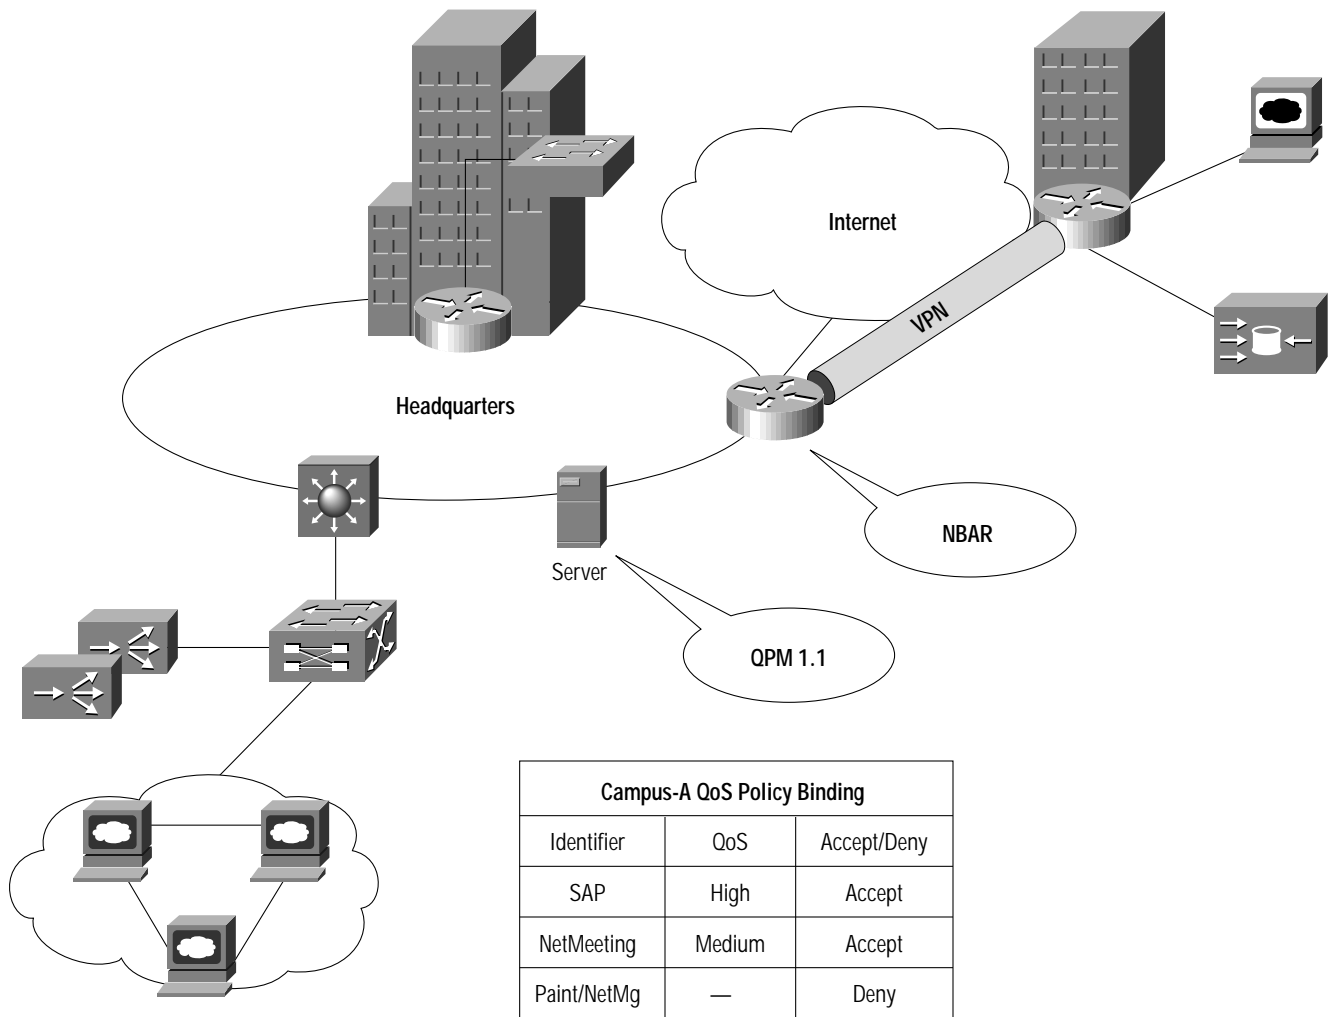 Internet
VPN
Headquarters
NBAR
Server
QPM 1.1
Campus-A QoS Policy Binding
Identifier QoS Accept/Deny
SAP High Accept
NetMeeting Medium Accept
Paint/NetMg — Deny